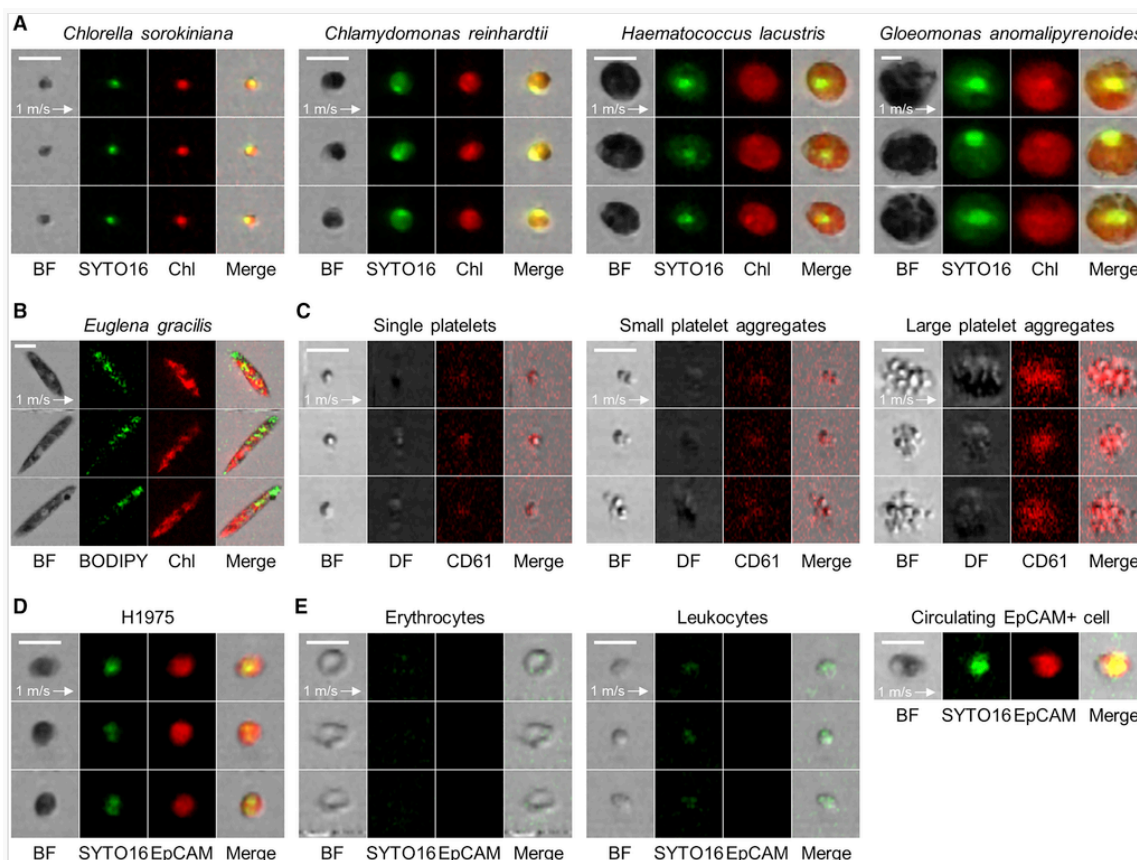 A
Chlorella sorokiniana
Chlamydomonas reinhardtii
Haematococcus lacustris
Gloeomonas anomalipyrenoides
1 m/s → 1 m/s → 1 m/s → 1 m/s →
BF SYTO16 Chl Merge BF SYTO16 Chl Merge BF SYTO16 Chl Merge BF SYTO16 Chl Merge
B
Euglena gracilis
1 m/s →
BF BODIPY Chl Merge
C
Single platelets
Small platelet aggregates
Large platelet aggregates
1 m/s → 1 m/s → 1 m/s →
BF DF CD61 Merge BF DF CD61 Merge BF DF CD61 Merge
D
H1975
1 m/s →
BF SYTO16 EpCAM Merge
E
Erythrocytes
Leukocytes
Circulating EpCAM+ cell
1 m/s → 1 m/s → 1 m/s →
BF SYTO16 EpCAM Merge BF SYTO16 EpCAM Merge BF SYTO16 EpCAM Merge